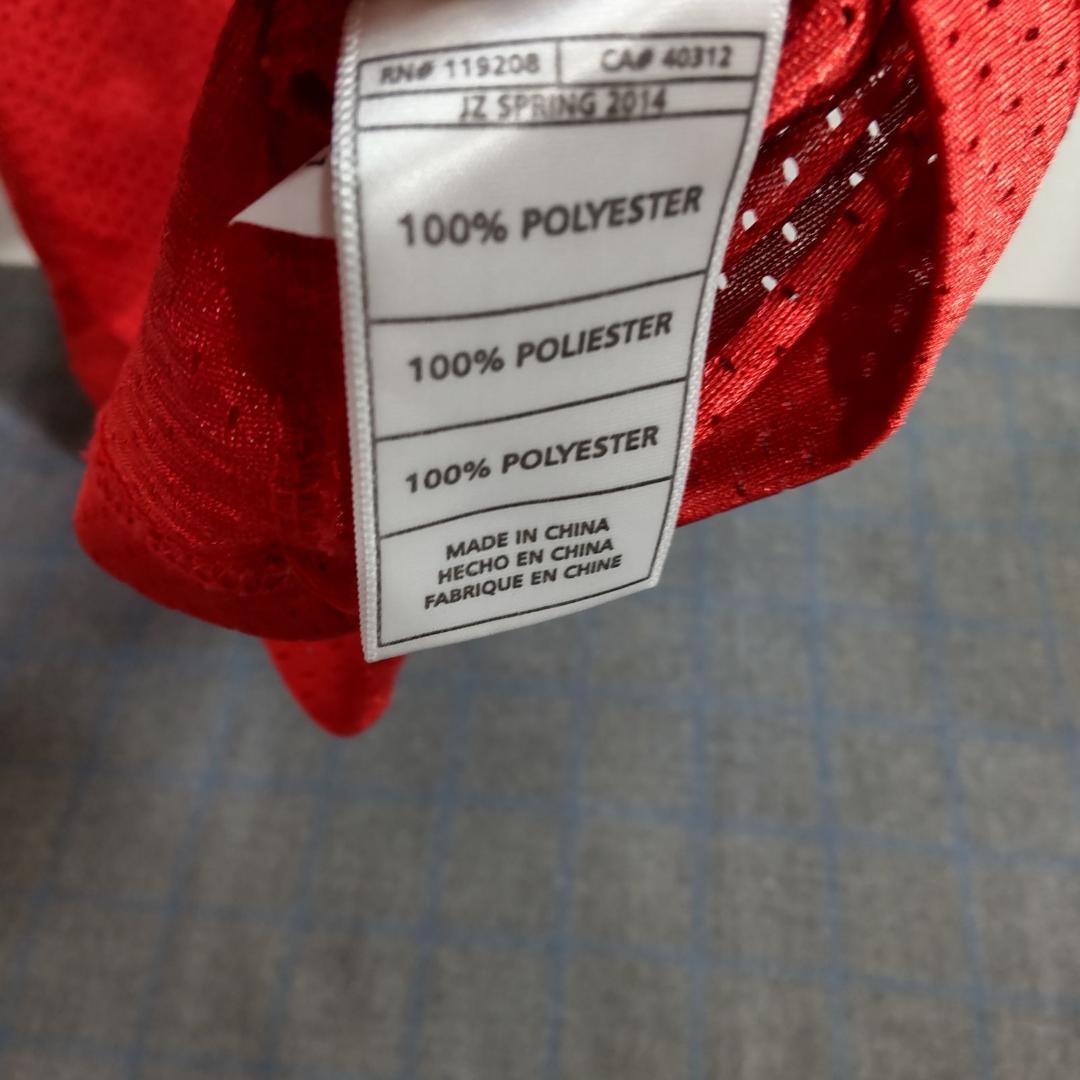 RN# 119208 CA# 40312
JZ SPRING 2014
100% POLYESTER
100% POLIESTER
100% POLYESTER
MADE IN CHINA
HECHO EN CHINA
FABRIQUE EN CHINE